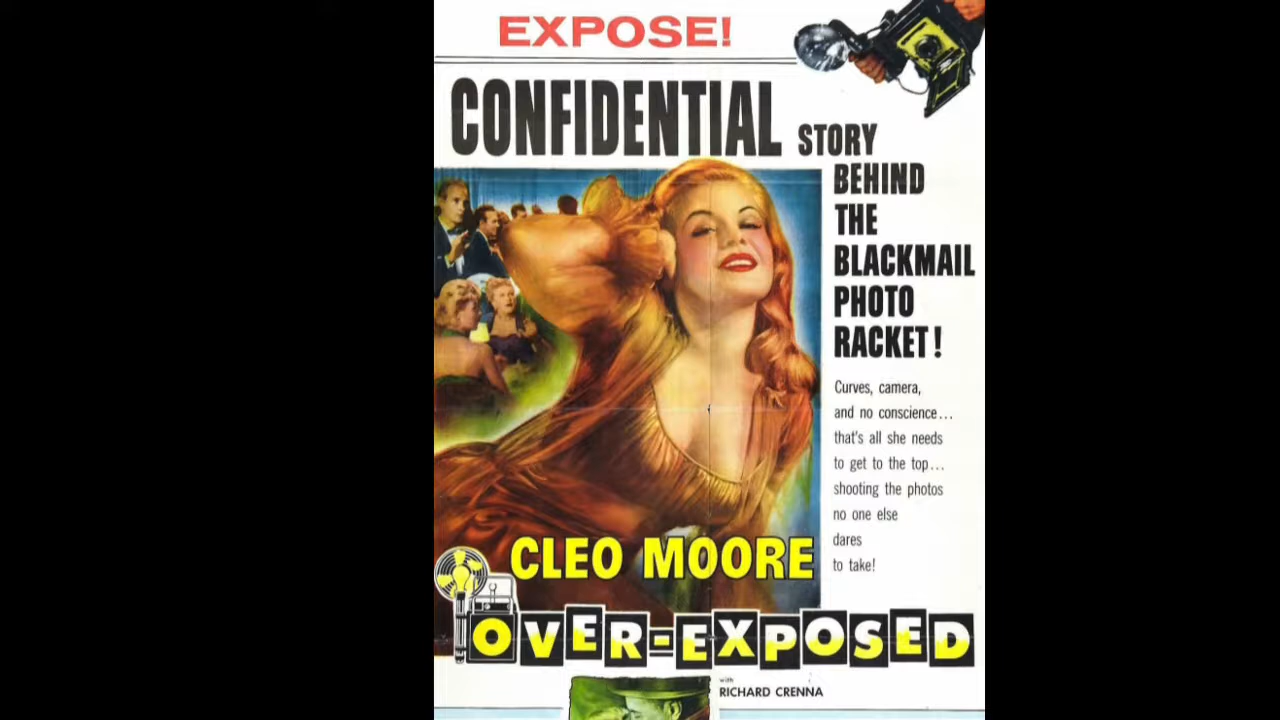 EXPOSE!
CONFIDENTIAL STORY
BEHIND
THE
BLACKMAIL
PHOTO
RACKET!
Curves, camera,
and no conscience...
that's all she needs
to get to the top...
shooting the photos
no one else
dares
to take!
CLEO MOORE
OVER-EXPOSED
with
RICHARD CRENNA